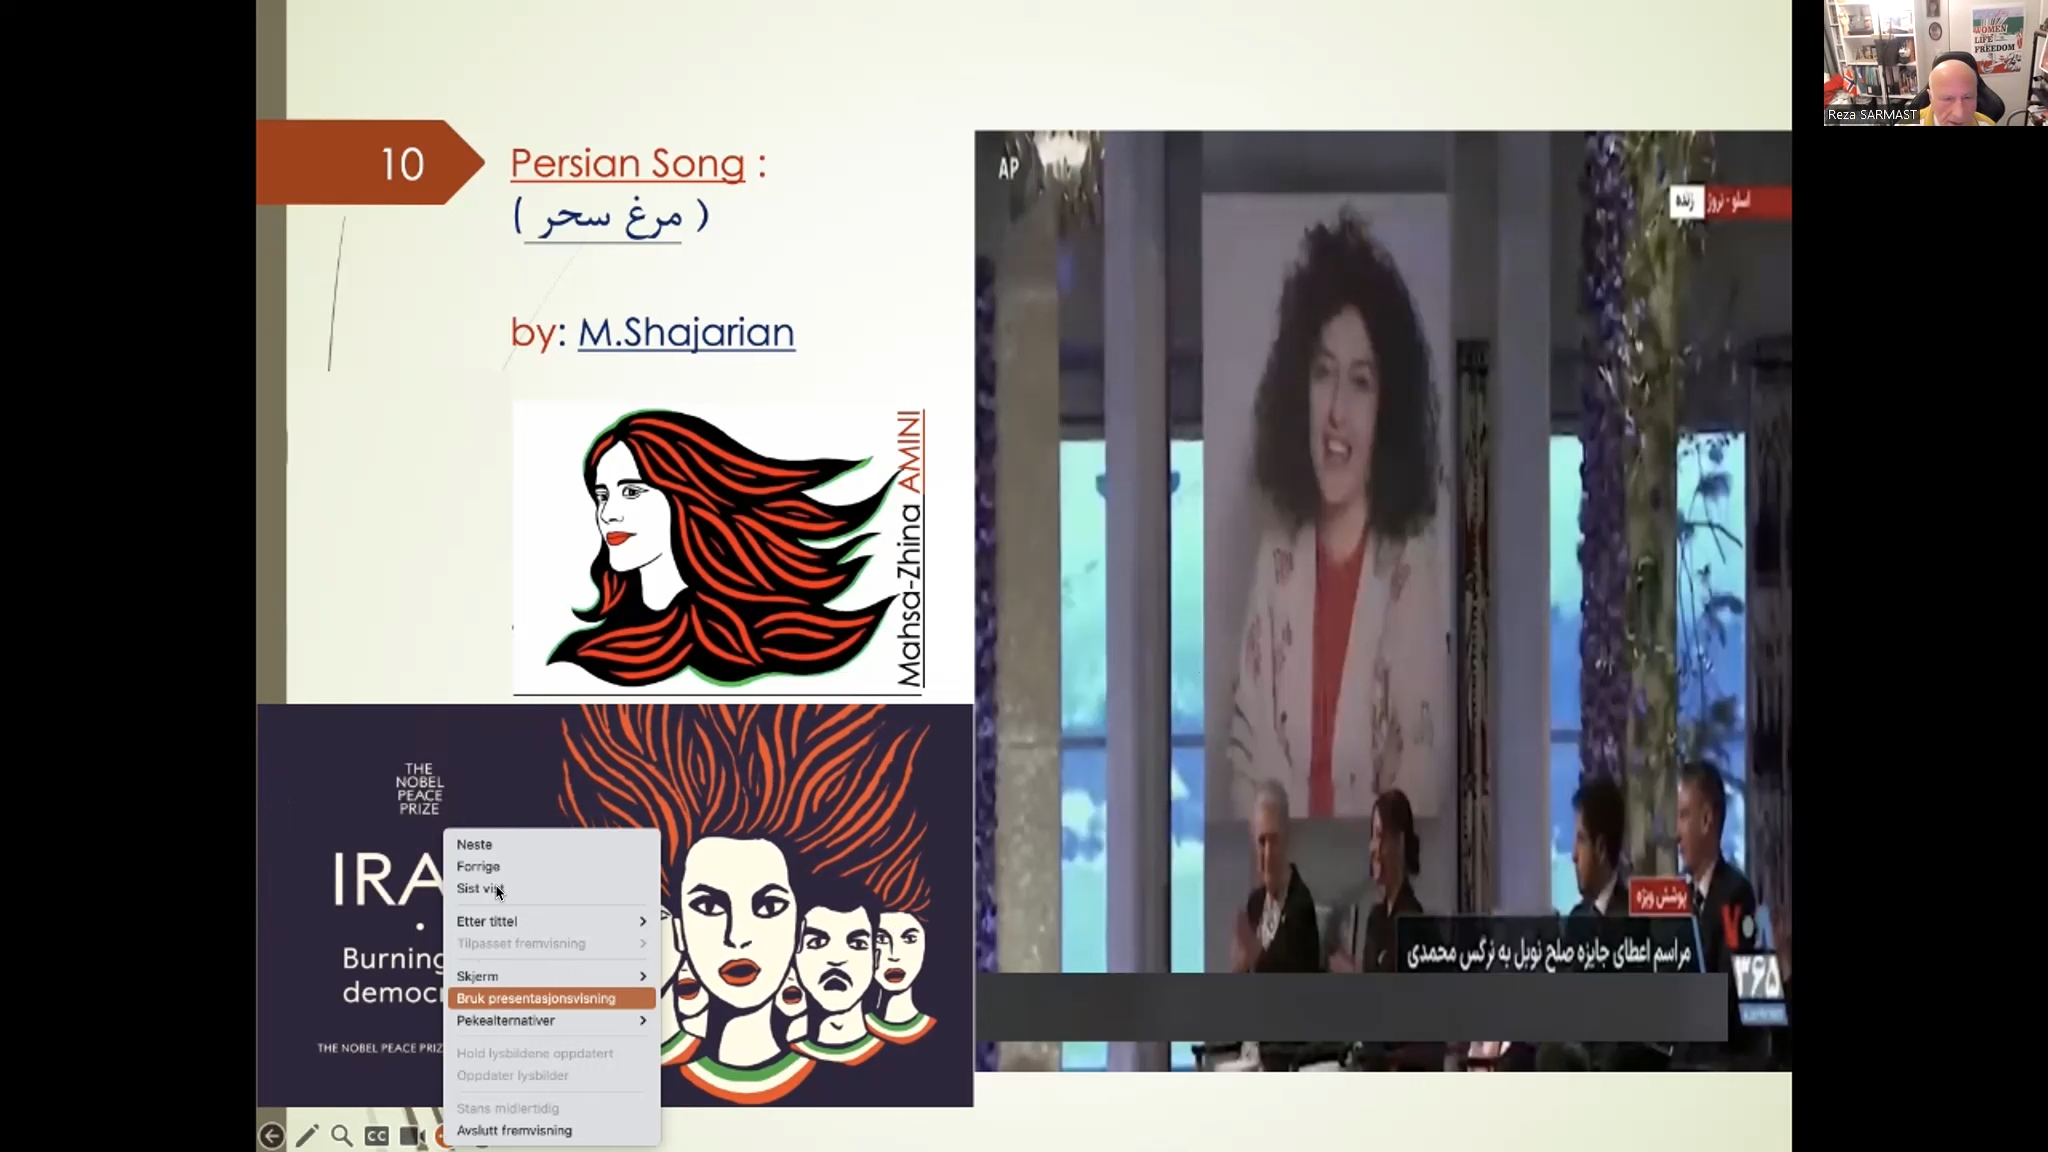 10
Persian Song :
( مرغ سحر )
by: M.Shajarian
Mahsa-Zhina AMINI
THE
NOBEL
PEACE
PRIZE
IRA
Burning
democ
THE NOBEL PEACE PRIZ
Neste
Forrige
Sist vist
Etter tittel
Tilpasset fremvisning
Skjerm
Bruk presentasjonsvisning
Pekealternativer
Hold lysbildene oppdatert
Oppdater lysbilder
Stans midlertidig
Avslutt fremvisning
CC
AP
زنده اسلو - نروژ
پوشش ویژه
مراسم اعطای جایزه صلح نوبل به نرگس محمدی
VOA
۳۶۵
WOMEN
LIFE
FREEDOM
Reza SARMAST